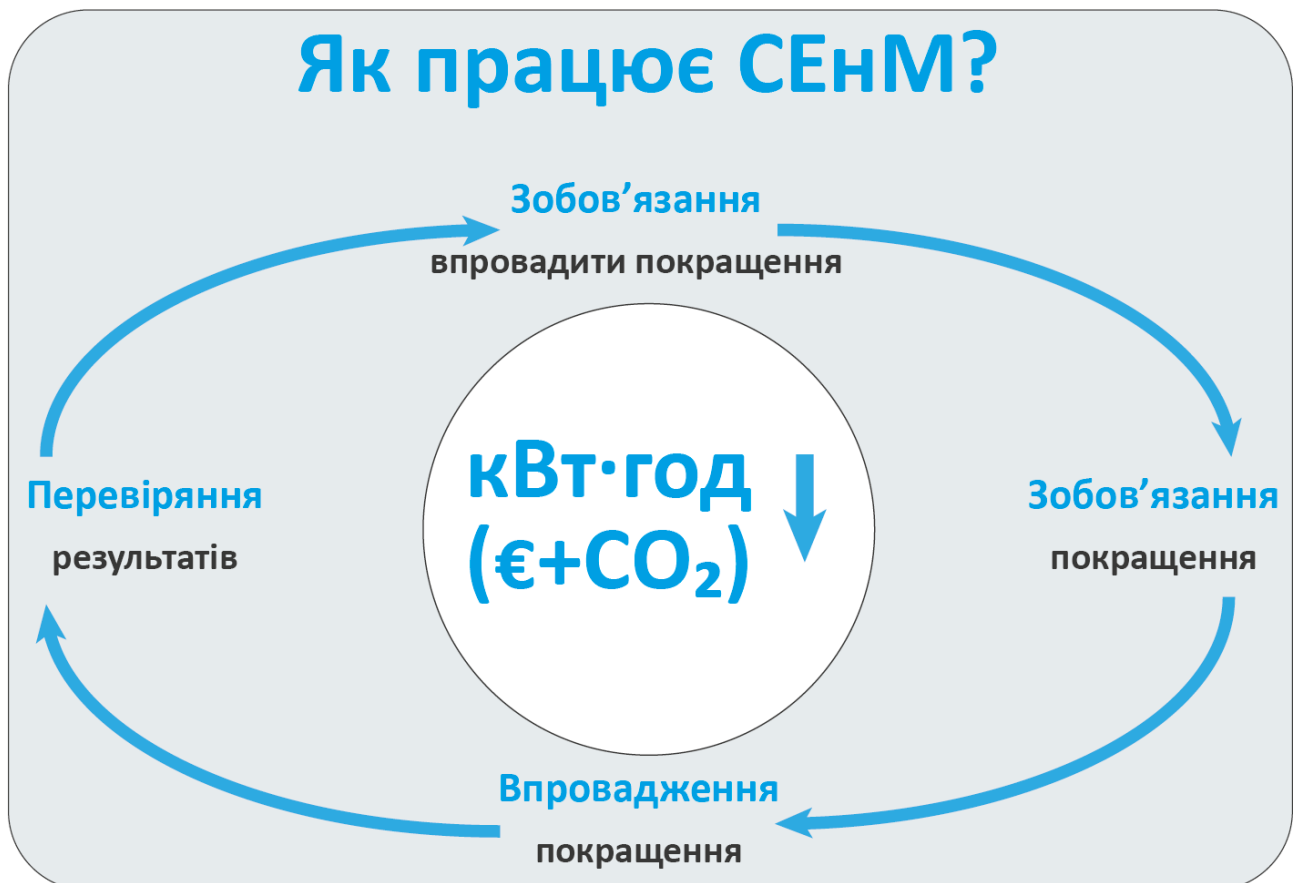 Як працює СЕнМ?
Зобов’язання
впровадити покращення
кВт·год
(€+CO₂)
Перевіряння
результатів
Зобов’язання
покращення
Впровадження
покращення